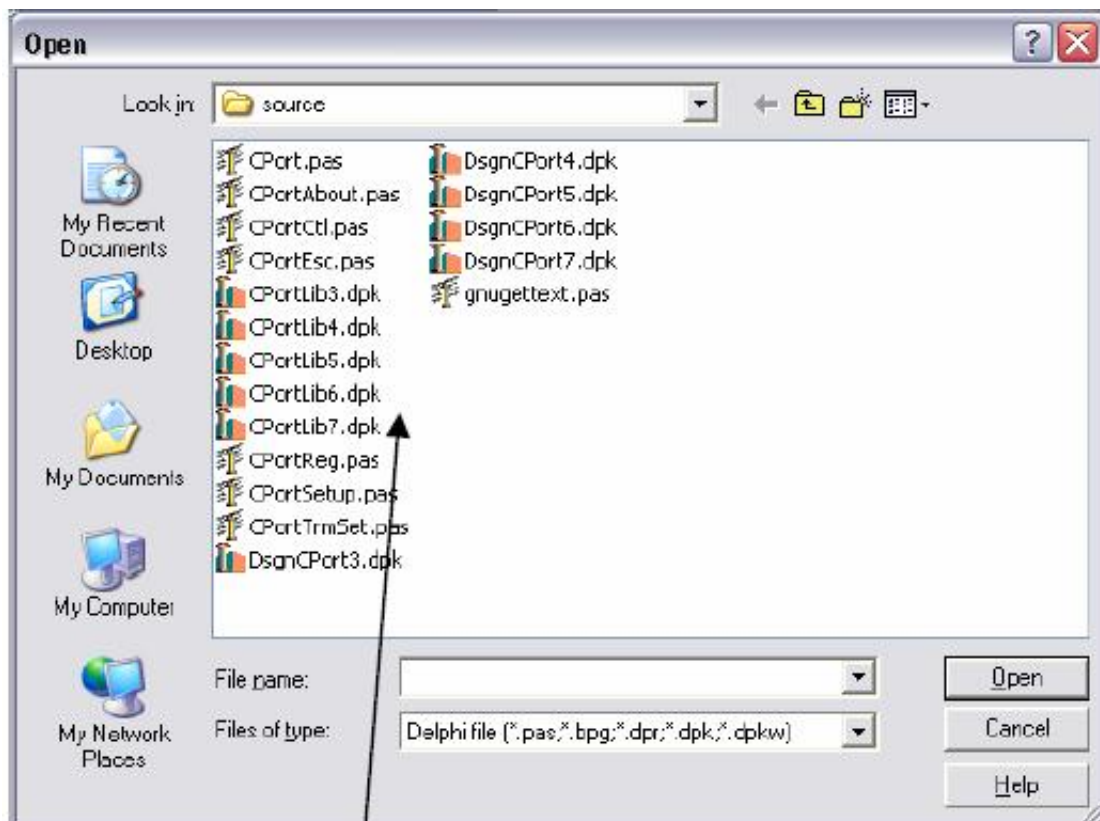 Open
Look in:
source
My Recent
Documents
Desktop
My Documents
My Computer
My Network
Places
CPort.pas
CPortAbout.pas
CPortCtl.pas
CPortEsc.pas
CPortLib3.dpk
CPortLib4.dpk
CPortLib5.dpk
CPortLib6.dpk
CPortLib7.dpk
CPortReg.pas
CPortSetup.pas
CPortTrmSet.pas
DsgnCPort3.dpk
DsgnCPort4.dpk
DsgnCPort5.dpk
DsgnCPort6.dpk
DsgnCPort7.dpk
gnugettext.pas
File name:
Open
Files of type:
Delphi file (*.pas;*.bpg;*.dpr;*.dpk;*.dpkw)
Cancel
Help